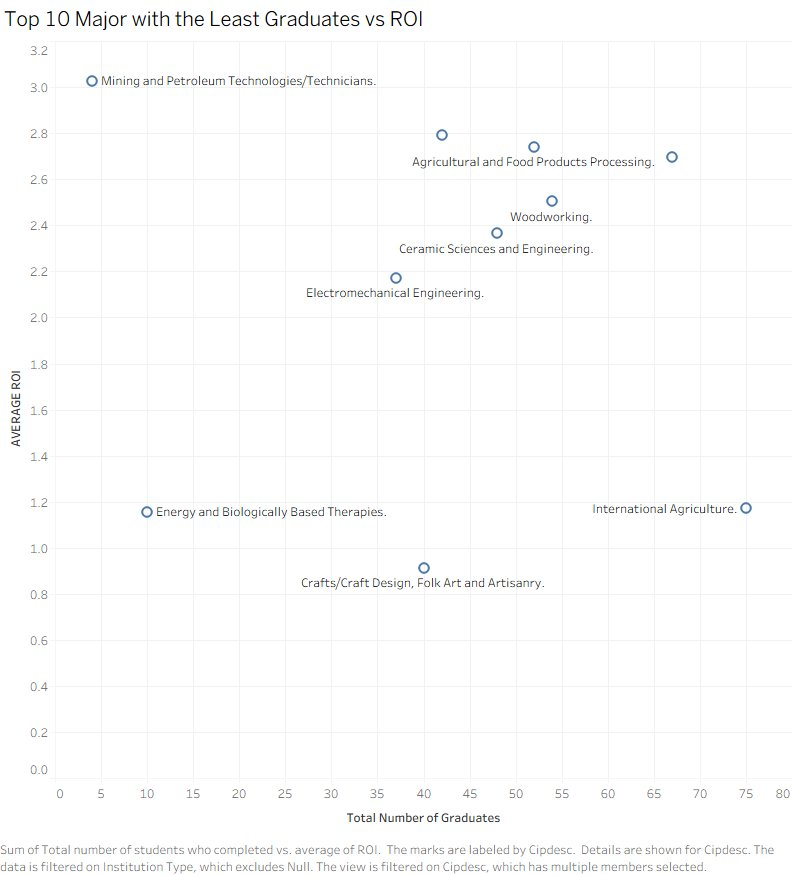 Top 10 Major with the Least Graduates vs ROI
3.2
Mining and Petroleum Technologies/Technicians.
3.0
2.8
Agricultural and Food Products Processing.
2.6
Woodworking.
2.4
Ceramic Sciences and Engineering.
2.2
Electromechanical Engineering.
2.0
1.8
AVERAGE ROI
1.6
1.4
1.2
Energy and Biologically Based Therapies.
International Agriculture.
1.0
Crafts/Craft Design, Folk Art and Artisanry.
0.8
0.6
0.4
0.2
0.0
0 5 10 15 20 25 30 35 40 45 50 55 60 65 70 75 80
Total Number of Graduates
Sum of Total number of students who completed vs. average of ROI. The marks are labeled by Cipdesc. Details are shown for Cipdesc. The
data is filtered on Institution Type, which excludes Null. The view is filtered on Cipdesc, which has multiple members selected.